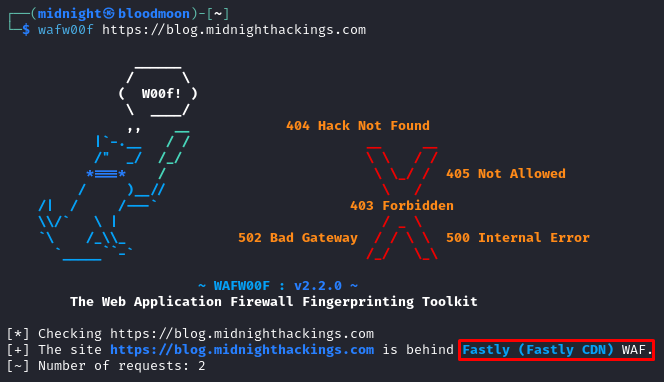 ┌──(midnight㉿bloodmoon)-[~]
└─$ wafw00f https://blog.midnighthackings.com
( W00f! )
404 Hack Not Found
405 Not Allowed
403 Forbidden
502 Bad Gateway
500 Internal Error
~ WAFW00F : v2.2.0 ~
The Web Application Firewall Fingerprinting Toolkit
[*] Checking https://blog.midnighthackings.com
[+] The site https://blog.midnighthackings.com is behind Fastly (Fastly CDN) WAF.
[~] Number of requests: 2